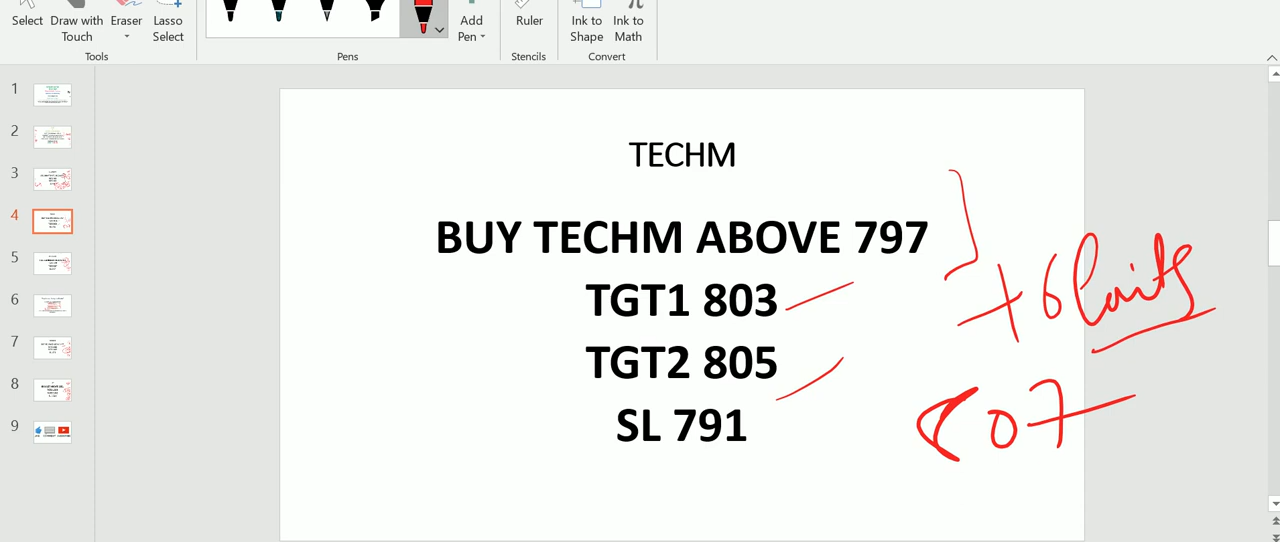 Select
Draw with Touch
Eraser
Lasso Select
Add Pen
Ruler
Ink to Shape
Ink to Math
Tools
Pens
Stencils
Convert
1
2
3
4
5
6
7
8
9
TECHM
BUY TECHM ABOVE 797
TGT1 803
TGT2 805
SL 791
+6
807